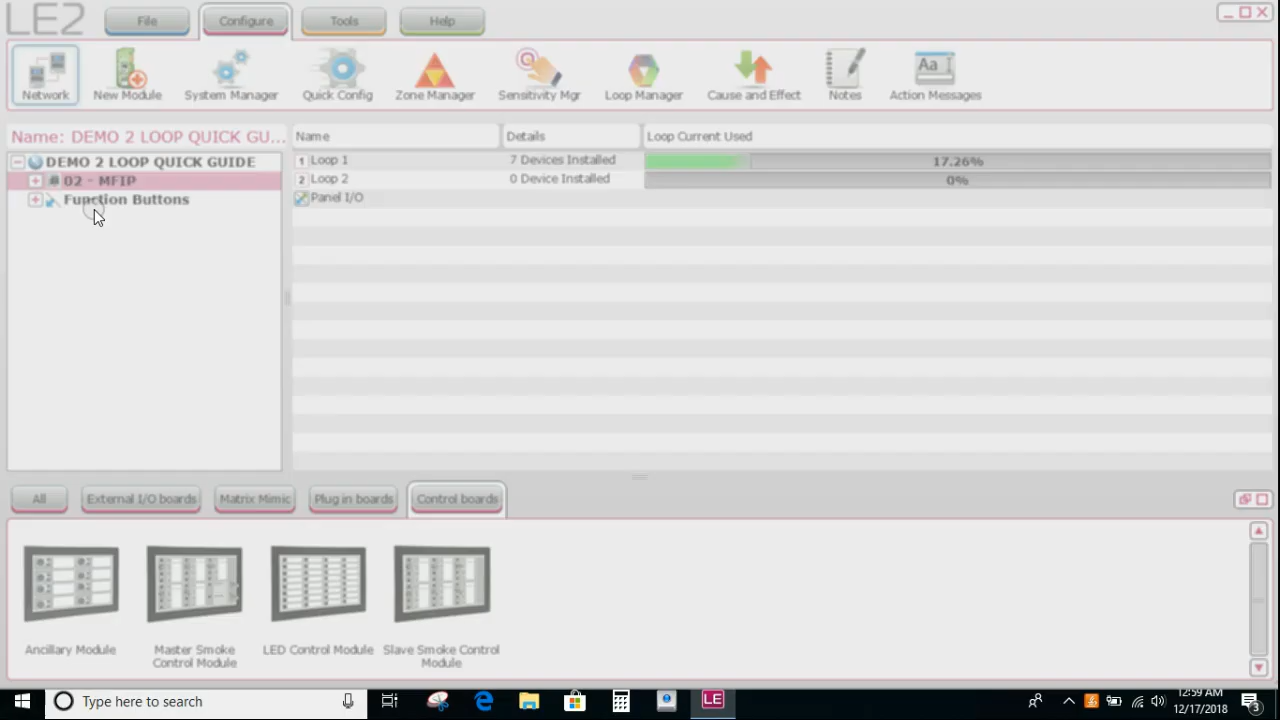 LE2
File
Configure
Tools
Help
Network
New Module
System Manager
Quick Config
Zone Manager
Sensitivity Mgr
Loop Manager
Cause and Effect
Notes
Action Messages
Name: DEMO 2 LOOP QUICK GU...
Name
Details
Loop Current Used
DEMO 2 LOOP QUICK GUIDE
02 - MFIP
Function Buttons
1 Loop 1
7 Devices Installed
17.26%
2 Loop 2
0 Device Installed
0%
Panel I/O
All
External I/O boards
Matrix Mimic
Plug in boards
Control boards
Ancillary Module
Master Smoke
Control Module
LED Control Module
Slave Smoke Control
Module
Type here to search
LE
12:59 AM
12/17/2018
3